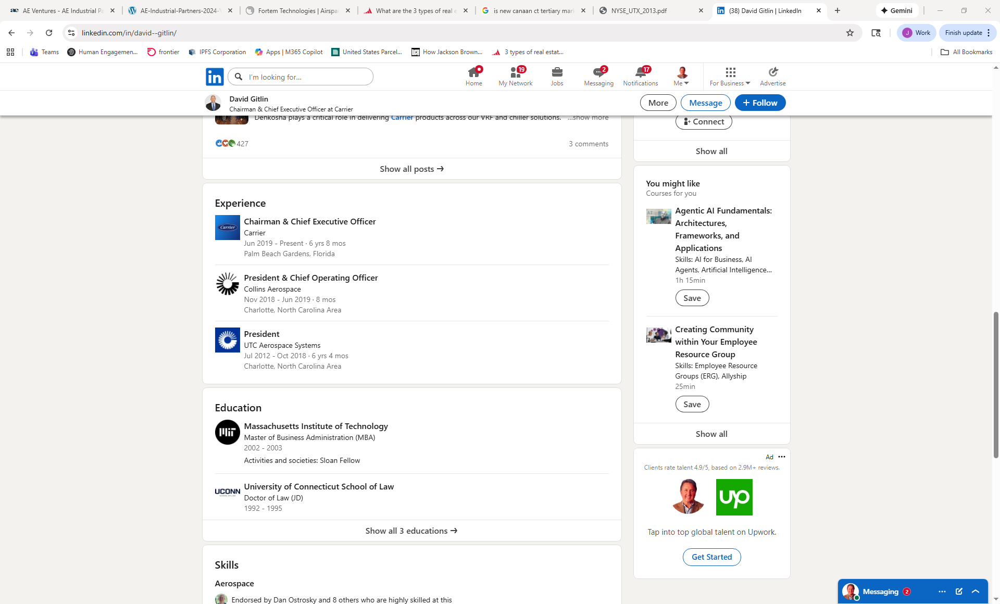 AE Ventures - AE Industrial Pa
AE-Industrial-Partners-2024-
Fortem Technologies | Airspa
What are the 3 types of real e
is new canaan ct tertiary mar
NYSE_UTX_2013.pdf
(38) David Gitlin | LinkedIn
Gemini
linkedin.com/in/david--gitlin/
J Work
Finish update
Teams
Human Engagemen...
frontier
IPFS Corporation
Apps | M365 Copilot
United States Parcel...
How Jackson Brown...
3 types of real estat...
All Bookmarks
in
I'm looking for...
Home
19
My Network
Jobs
2
Messaging
17
Notifications
Me
For Business
Advertise
David Gitlin
Chairman & Chief Executive Officer at Carrier
More
Message
+ Follow
Denkosha plays a critical role in delivering Carrier products across our VRF and chiller solutions. ...show more
427
3 comments
Show all posts →
Experience
Carrier
Chairman & Chief Executive Officer
Carrier
Jun 2019 - Present · 6 yrs 8 mos
Palm Beach Gardens, Florida
President & Chief Operating Officer
Collins Aerospace
Nov 2018 - Jun 2019 · 8 mos
Charlotte, North Carolina Area
President
UTC Aerospace Systems
Jul 2012 - Oct 2018 · 6 yrs 4 mos
Charlotte, North Carolina Area
Education
MIT
Massachusetts Institute of Technology
Master of Business Administration (MBA)
2002 - 2003
Activities and societies: Sloan Fellow
UCONN
SCHOOL OF LAW
University of Connecticut School of Law
Doctor of Law (JD)
1992 - 1995
Show all 3 educations →
Skills
Aerospace
Endorsed by Dan Ostrosky and 8 others who are highly skilled at this
Connect
Show all
You might like
Courses for you
AI
Agentic AI Fundamentals:
Architectures,
Frameworks, and
Applications
Skills: AI for Business, AI
Agents, Artificial Intelligence...
1h 15min
Save
Creating Community
within Your Employee
Resource Group
Skills: Employee Resource
Groups (ERG), Allyship
25min
Save
Show all
Ad
Clients rate talent 4.9/5, based on 2.9M+ reviews.
up
Tap into top global talent on Upwork.
Get Started
Messaging 2